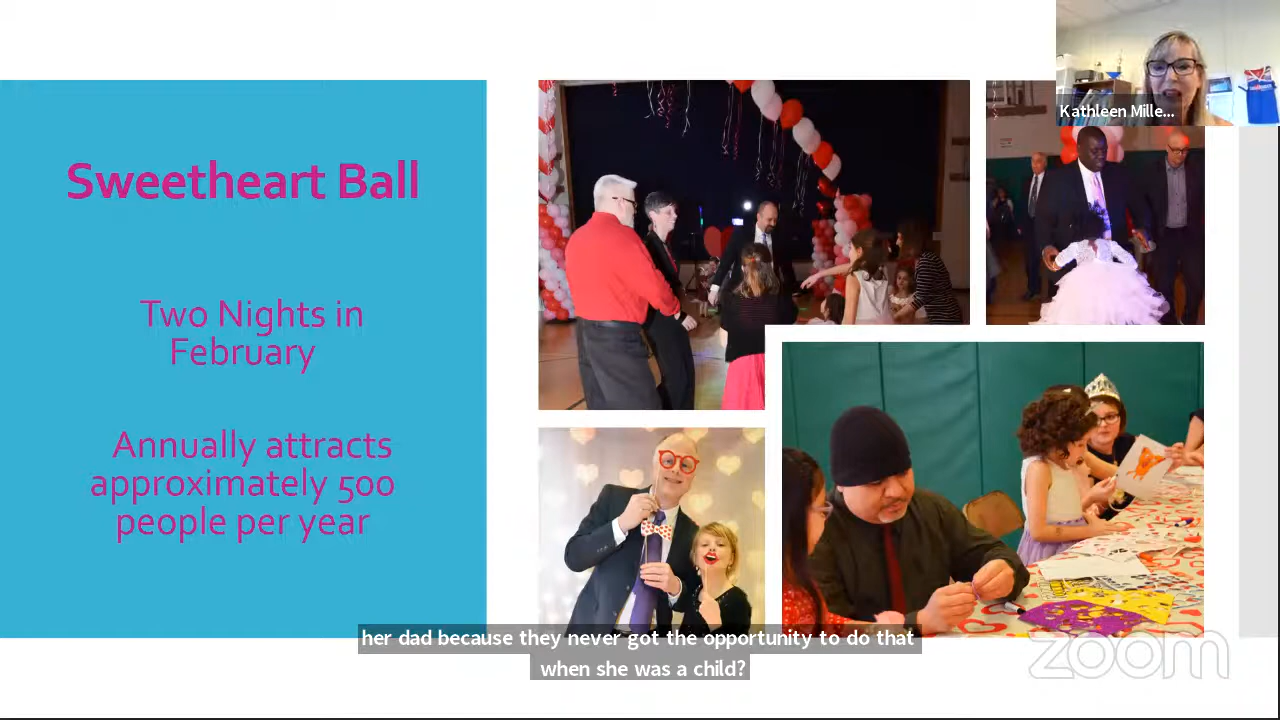 Kathleen Mille...
Sweetheart Ball
Two Nights in
February
Annually attracts
approximately 500
people per year
her dad because they never got the opportunity to do that
when she was a child?
zoom